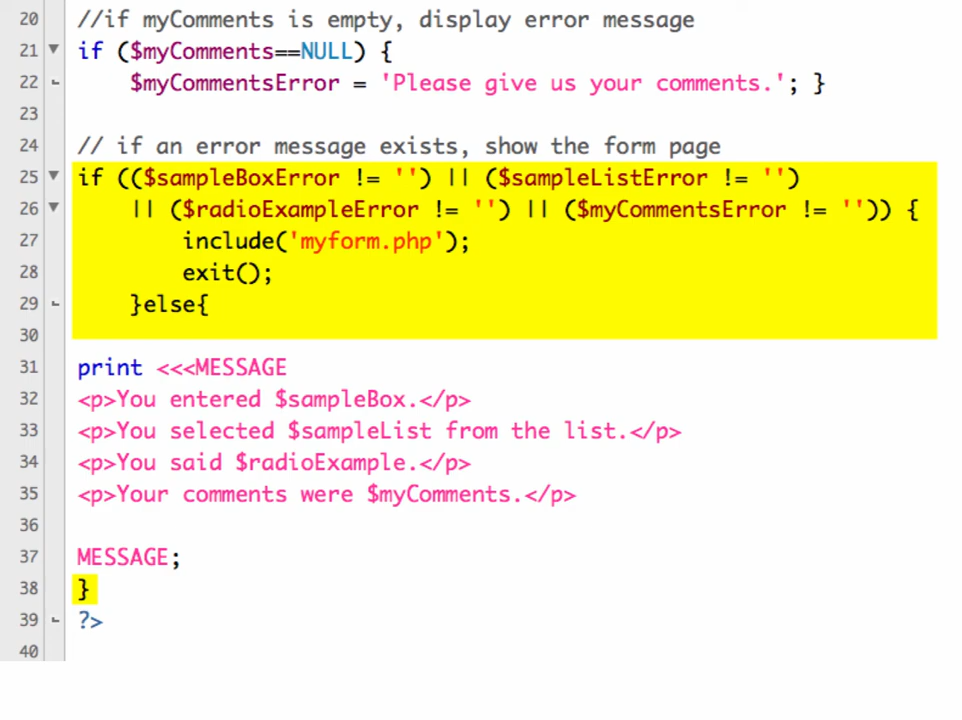 20 //if myComments is empty, display error message
21 if ($myComments==NULL) {
22 $myCommentsError = 'Please give us your comments.'; }
23
24 // if an error message exists, show the form page
25 if (($sampleBoxError != '') || ($sampleListError != '')
26 || ($radioExampleError != '') || ($myCommentsError != '')) {
27 include('myform.php');
28 exit();
29 }else{
30
31 print <<<MESSAGE
32 <p>You entered $sampleBox.</p>
33 <p>You selected $sampleList from the list.</p>
34 <p>You said $radioExample.</p>
35 <p>Your comments were $myComments.</p>
36
37 MESSAGE;
38 }
39 ?>
40